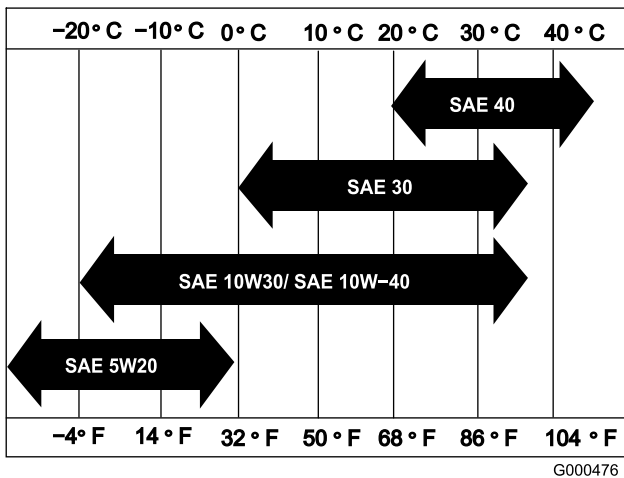 −20° C −10° C 0° C 10° C 20° C 30° C 40° C
SAE 40
SAE 30
SAE 10W30/ SAE 10W−40
SAE 5W20
−4° F 14° F 32° F 50° F 68° F 86° F 104° F
G000476